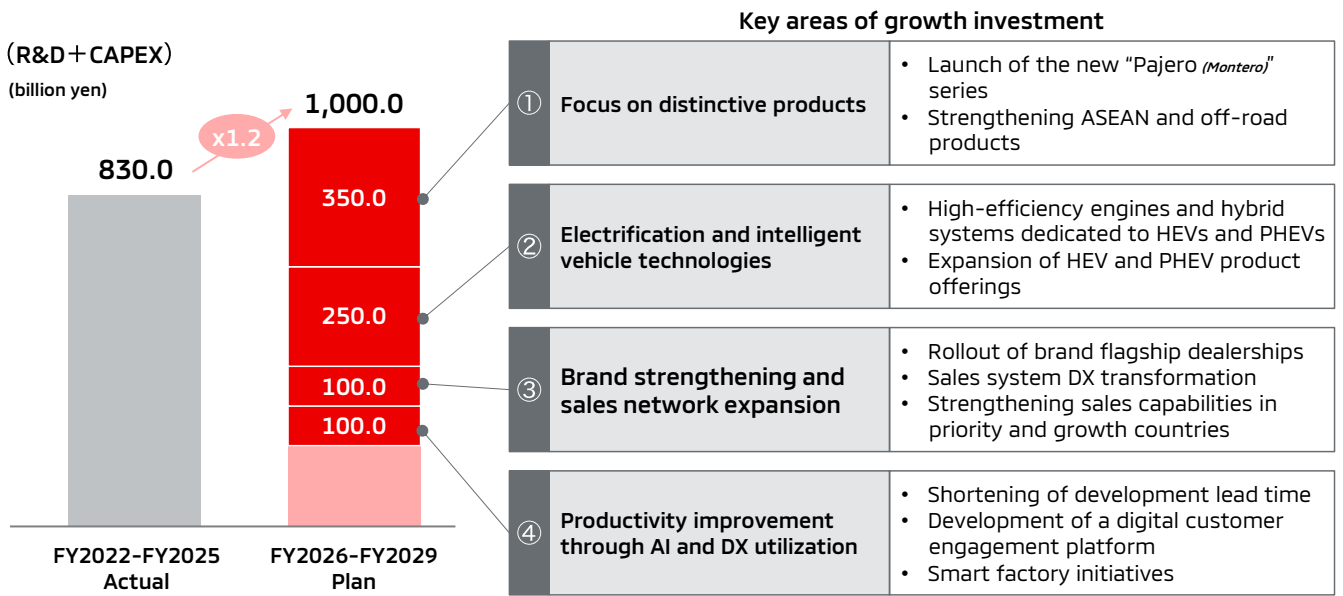 Key areas of growth investment
（R&D＋CAPEX）
(billion yen)
1,000.0
x1.2
830.0
350.0
250.0
100.0
100.0
FY2022-FY2025
Actual
FY2026-FY2029
Plan
①
Focus on distinctive products
• Launch of the new “Pajero (Montero)”
series
• Strengthening ASEAN and off-road
products
②
Electrification and intelligent
vehicle technologies
• High-efficiency engines and hybrid
systems dedicated to HEVs and PHEVs
• Expansion of HEV and PHEV product
offerings
③
Brand strengthening and
sales network expansion
• Rollout of brand flagship dealerships
• Sales system DX transformation
• Strengthening sales capabilities in
priority and growth countries
④
Productivity improvement
through AI and DX utilization
• Shortening of development lead time
• Development of a digital customer
engagement platform
• Smart factory initiatives